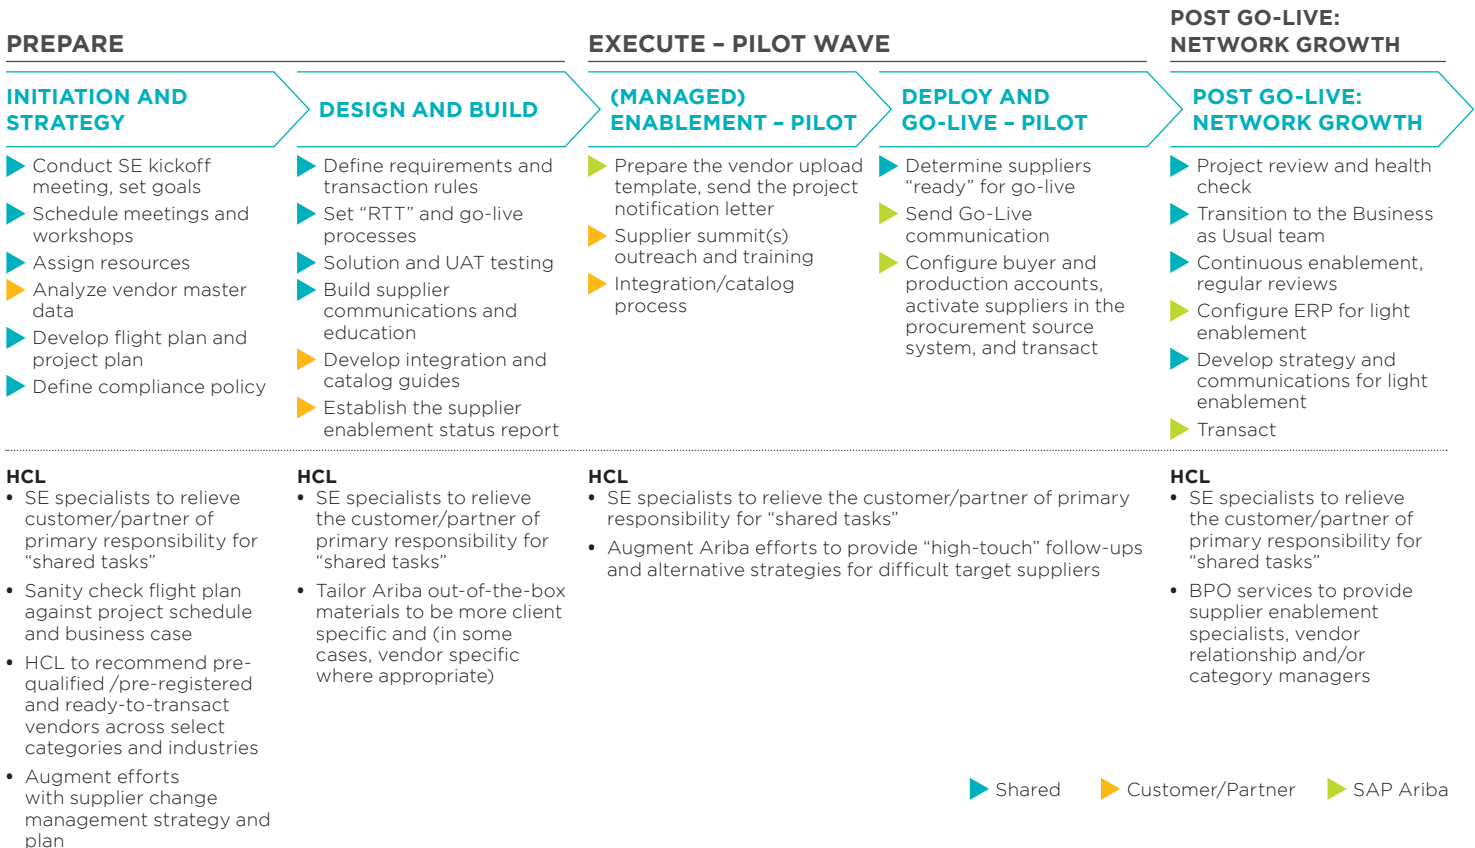 PREPARE
EXECUTE – PILOT WAVE
POST GO-LIVE:
NETWORK GROWTH
INITIATION AND
STRATEGY
DESIGN AND BUILD
(MANAGED)
ENABLEMENT – PILOT
DEPLOY AND
GO-LIVE – PILOT
POST GO-LIVE:
NETWORK GROWTH
Conduct SE kickoff
meeting, set goals
Schedule meetings and
workshops
Assign resources
Analyze vendor master
data
Develop flight plan and
project plan
Define compliance policy
Define requirements and
transaction rules
Set “RTT” and go-live
processes
Solution and UAT testing
Build supplier
communications and
education
Develop integration and
catalog guides
Establish the supplier
enablement status report
Prepare the vendor upload
template, send the project
notification letter
Supplier summit(s)
outreach and training
Integration/catalog
process
Determine suppliers
“ready” for go-live
Send Go-Live
communication
Configure buyer and
production accounts,
activate suppliers in the
procurement source
system, and transact
Project review and health
check
Transition to the Business
as Usual team
Continuous enablement,
regular reviews
Configure ERP for light
enablement
Develop strategy and
communications for light
enablement
Transact
HCL
• SE specialists to relieve
customer/partner of
primary responsibility for
“shared tasks”
• Sanity check flight plan
against project schedule
and business case
• HCL to recommend pre-
qualified /pre-registered
and ready-to-transact
vendors across select
categories and industries
• Augment efforts
with supplier change
management strategy and
plan
HCL
• SE specialists to relieve
the customer/partner of
primary responsibility for
“shared tasks”
• Tailor Ariba out-of-the-box
materials to be more client
specific and (in some
cases, vendor specific
where appropriate)
HCL
• SE specialists to relieve the customer/partner of primary
responsibility for “shared tasks”
• Augment Ariba efforts to provide “high-touch” follow-ups
and alternative strategies for difficult target suppliers
HCL
• SE specialists to relieve
the customer/partner of
primary responsibility for
“shared tasks”
• BPO services to provide
supplier enablement
specialists, vendor
relationship and/or
category managers
Shared
Customer/Partner
SAP Ariba